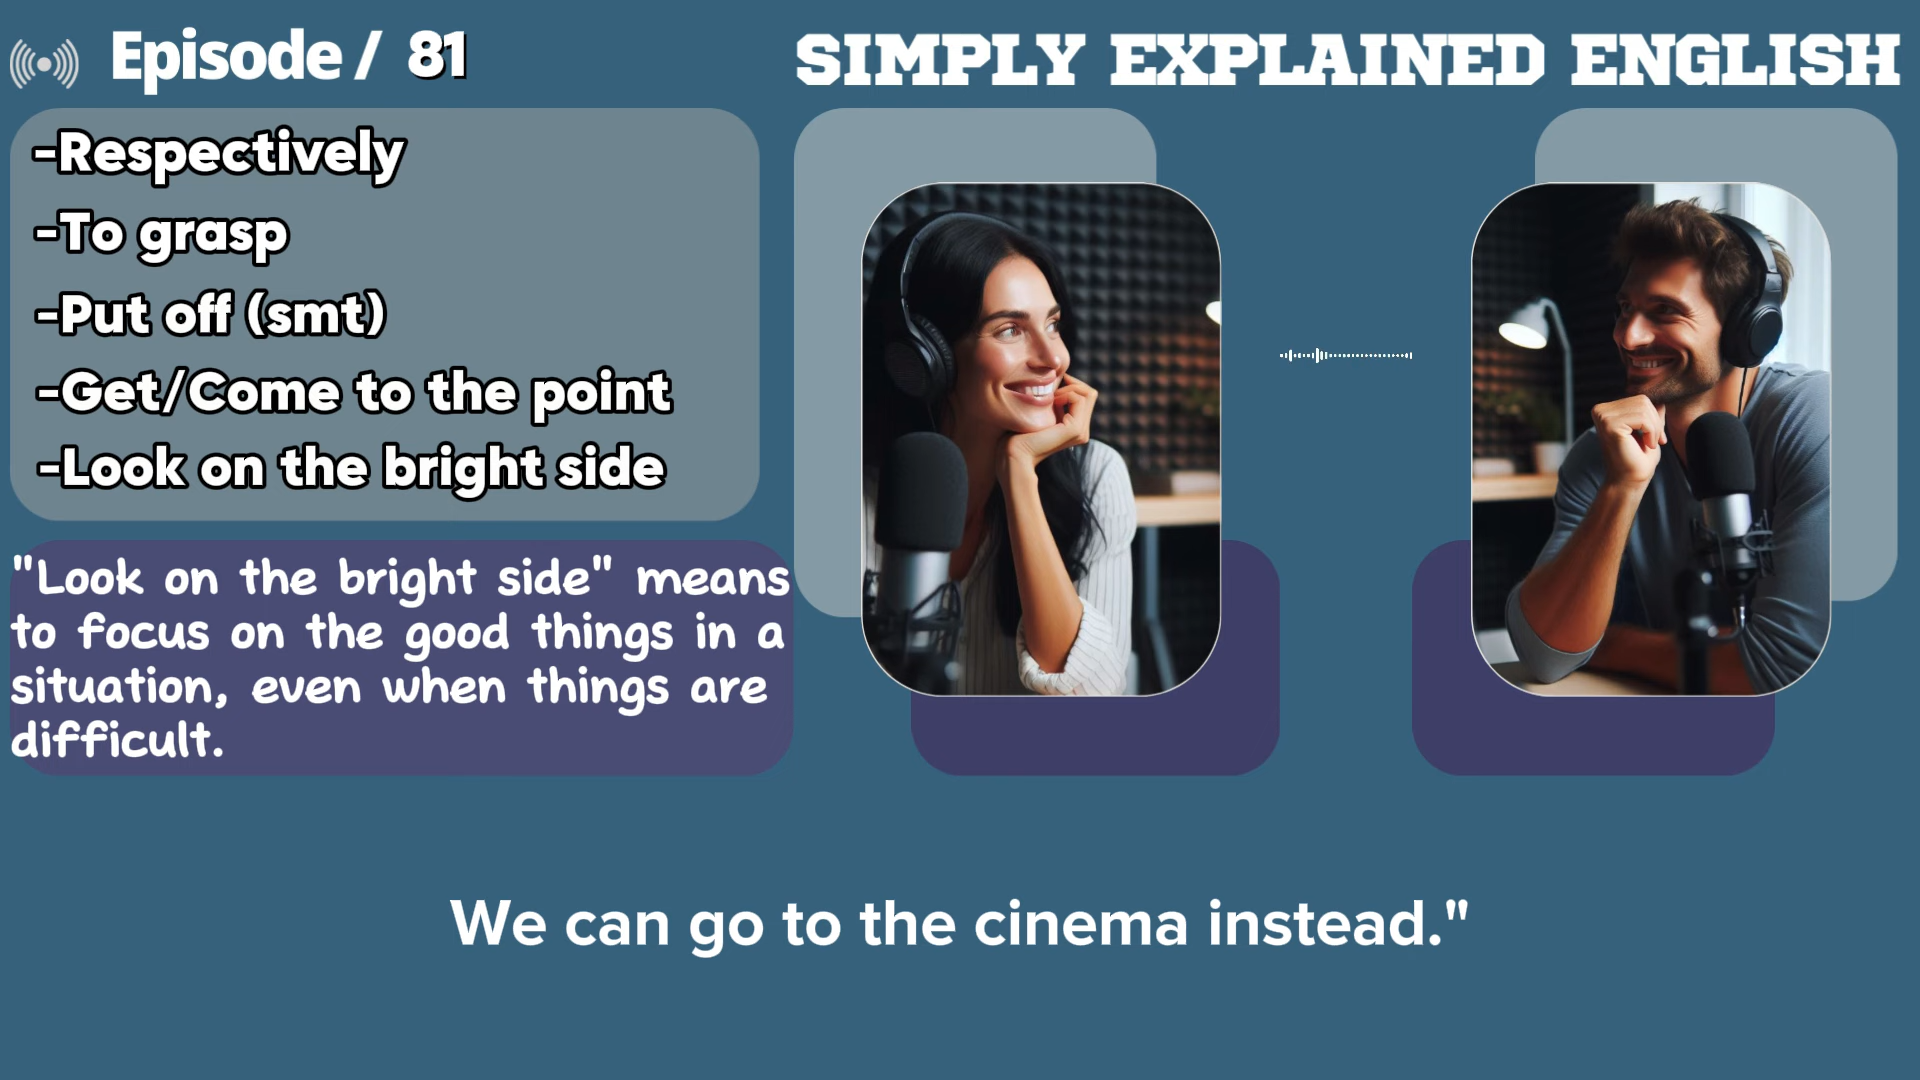 Episode / 81
SIMPLY EXPLAINED ENGLISH
-Respectively
-To grasp
-Put off (smt)
-Get/Come to the point
-Look on the bright side
"Look on the bright side" means
to focus on the good things in a
situation, even when things are
difficult.
We can go to the cinema instead."